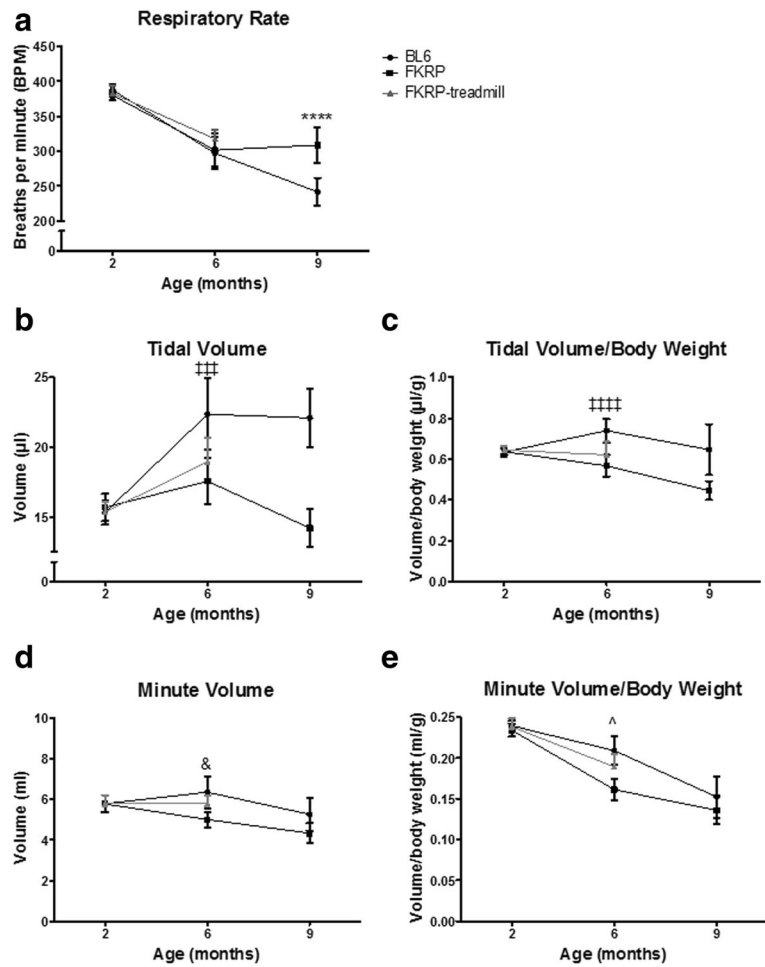 a
Respiratory Rate
Breaths per minute (BPM)
450
400
350
300
250
200
0
****
2 6 9
Age (months)
BL6
FKRP
FKRP-treadmill
b
Tidal Volume
Volume (µl)
25
20
15
0
‡‡‡
2 6 9
Age (months)
c
Tidal Volume/Body Weight
Volume/body weight (µl/g)
1.0
0.8
0.6
0.4
0.2
0.0
‡‡‡‡
2 6 9
Age (months)
d
Minute Volume
Volume (ml)
10
8
6
4
2
0
&
2 6 9
Age (months)
e
Minute Volume/Body Weight
Volume/body weight (ml/g)
0.25
0.20
0.15
0.10
0.05
0.00
^
2 6 9
Age (months)